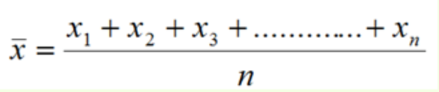 x̄ = (x₁ + x₂ + x₃ + ............. + xₙ) / n